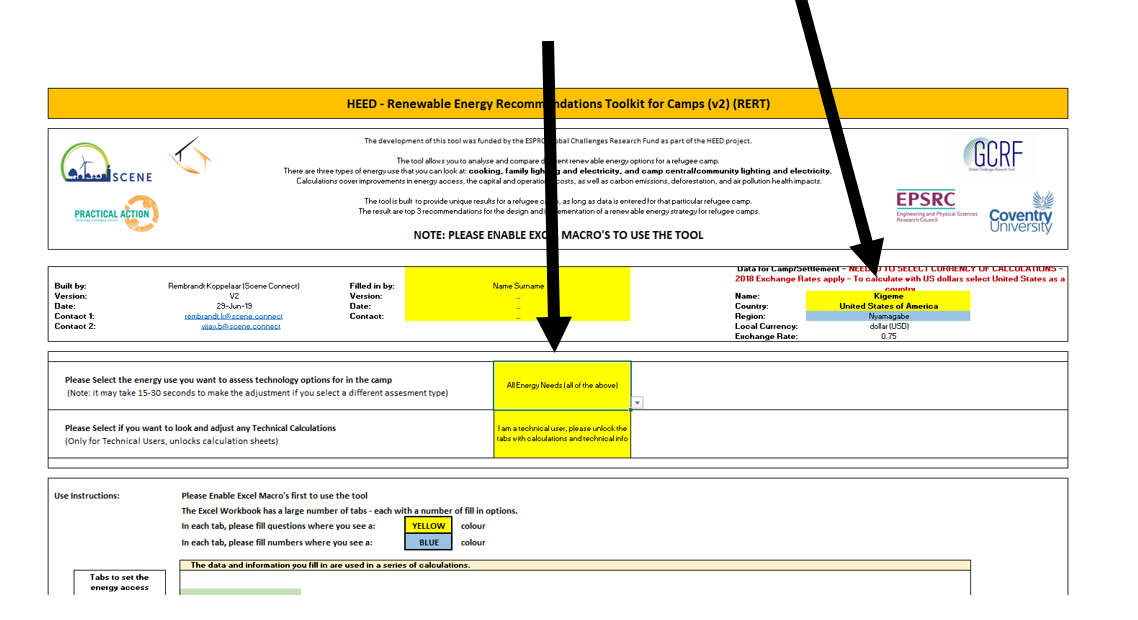 HEED - Renewable Energy Recommendations Toolkit for Camps (v2) (RERT)
The development of this tool was funded by the ESPRC Global Challenges Research Fund as part of the HEED project.
The tool allows you to analyse and compare different renewable energy options for a refugee camp.
There are three types of energy use that you can look at: cooking, family lighting and electricity, and camp central/community lighting and electricity.
Calculations cover improvements in energy access, the capital and operational costs, as well as carbon emissions, deforestation, and air pollution health impacts.
The tool is built to provide unique results for a refugee camp, as long as data is entered for that particular refugee camp.
The result are top 3 recommendations for the design and implementation of a renewable energy strategy for refugee camps.
NOTE: PLEASE ENABLE EXCEL MACRO'S TO USE THE TOOL
SCENE
PRACTICAL ACTION
GCRF
Global Challenges Research Fund
EPSRC
Engineering and Physical Sciences
Research Council
Coventry
University
Built by: Rembrandt Koppelaar (Scene Connect) Filled in by: Name Surname
Version: V2 Version: _
Date: 29-Jun-19 Date: _
Contact 1: rembrandt.k@scene.connect Contact: _
Contact 2: vijay.b@scene.connect
Data for Camp/Settlement - NEED TO SELECT CURRENCY OF CALCULATIONS -
2018 Exchange Rates apply - To calculate with US dollars select United States as a
country
Name: Kigeme
Country: United States of America
Region: Nyamagabe
Local Currency: dollar (USD)
Exchange Rate: 0.75
Please Select the energy use you want to assess technology options for in the camp
(Note: it may take 15-30 seconds to make the adjustment if you select a different assesment type)
All Energy Needs (all of the above)
Please Select if you want to look and adjust any Technical Calculations
(Only for Technical Users, unlocks calculation sheets)
I am a technical user, please unlock the
tabs with calculations and technical info
Use Instructions: Please Enable Excel Macro's first to use the tool
The Excel Workbook has a large number of tabs - each with a number of fill in options.
In each tab, please fill questions where you see a: YELLOW colour
In each tab, please fill numbers where you see a: BLUE colour
The data and information you fill in are used in a series of calculations.
Tabs to set the
energy access